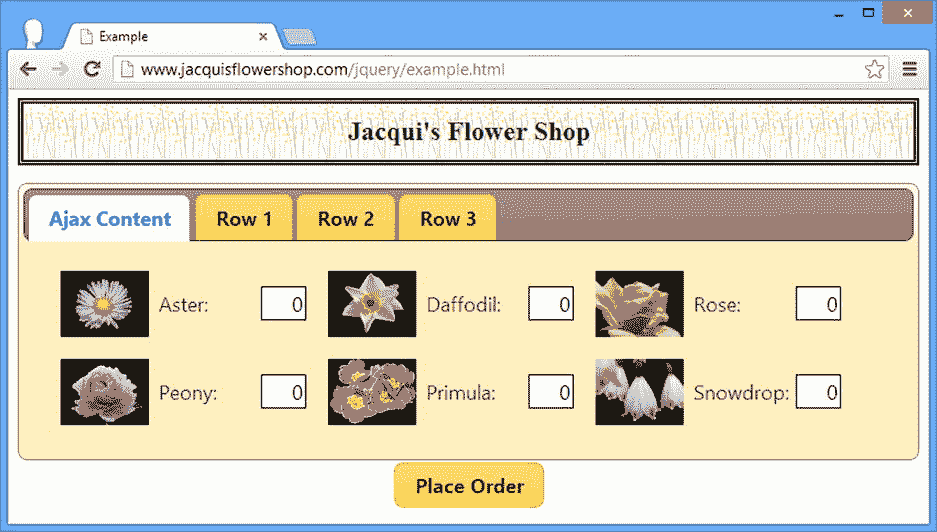 Example
www.jacquisflowershop.com/jquery/example.html
Jacqui's Flower Shop
Ajax Content Row 1 Row 2 Row 3
Aster: 0 Daffodil: 0 Rose: 0
Peony: 0 Primula: 0 Snowdrop: 0
Place Order